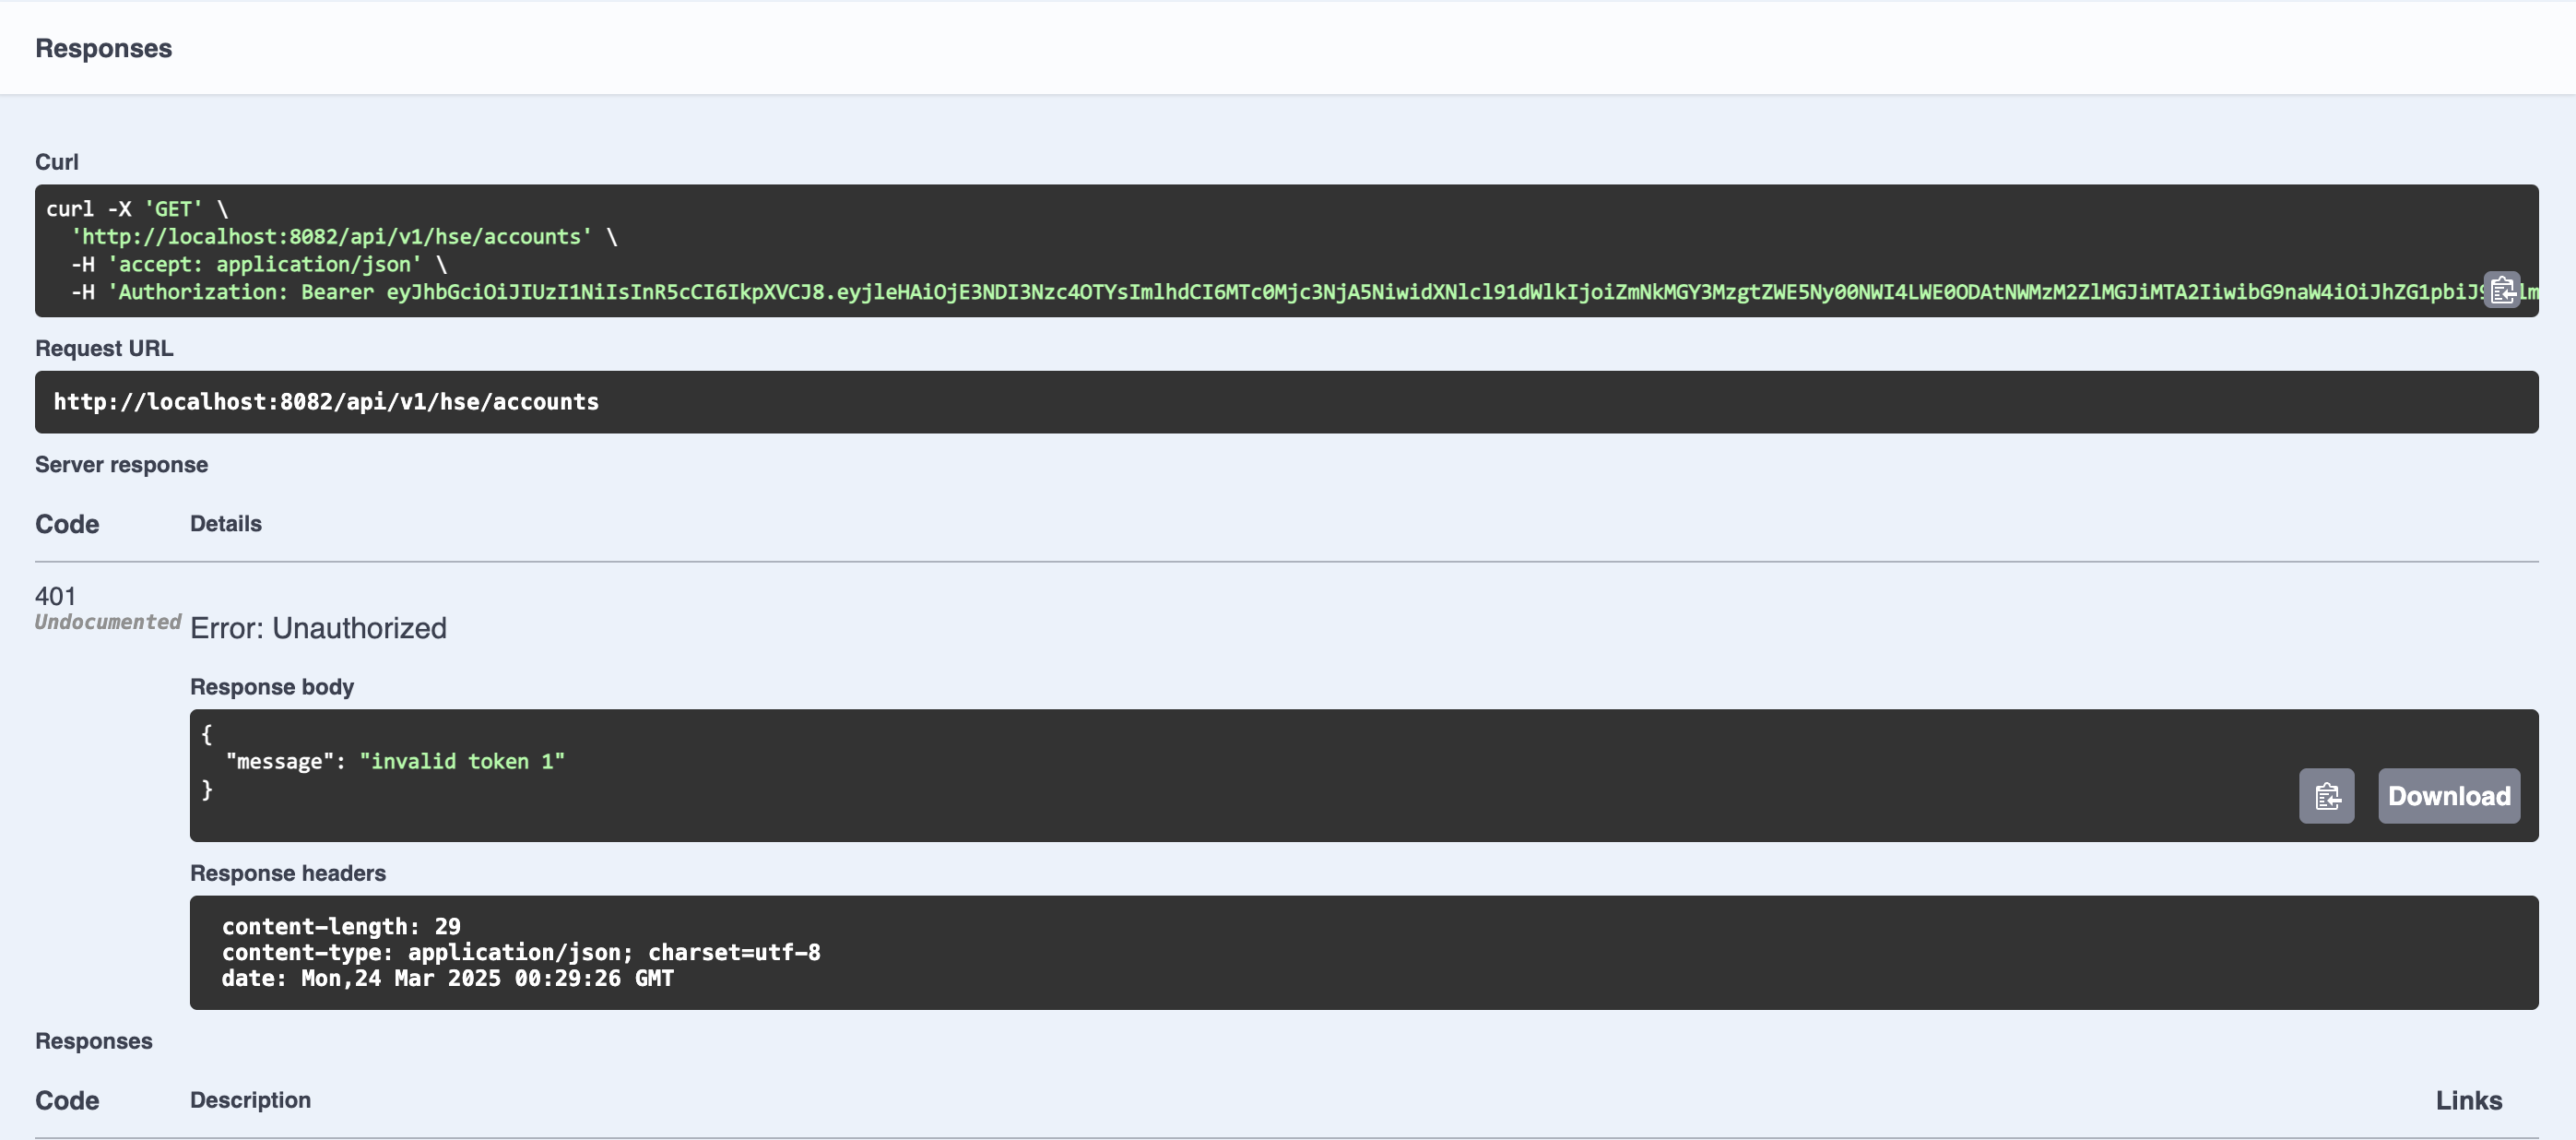 Responses
Curl
curl -X 'GET' \
'http://localhost:8082/api/v1/hse/accounts' \
-H 'accept: application/json' \
-H 'Authorization: Bearer eyJhbGciOiJIUzI1NiIsInR5cCI6IkpXVCJ8.eyJleHAiOjE3NDI3Nzc4OTYsImlhdCI6MTc0Mjc3NjA5NiwidXNlcl91dWlkIjoiZmNkMGY3MzgtZWE5Ny00NWI4LWE0ODAtNWMzM2ZlMGJiMTA2IiwibG9naW4iOiJhZG1pbiJ9
Request URL
http://localhost:8082/api/v1/hse/accounts
Server response
Code Details
401
Undocumented
Error: Unauthorized
Response body
{
"message": "invalid token 1"
}
Download
Response headers
content-length: 29
content-type: application/json; charset=utf-8
date: Mon,24 Mar 2025 00:29:26 GMT
Responses
Code Description Links